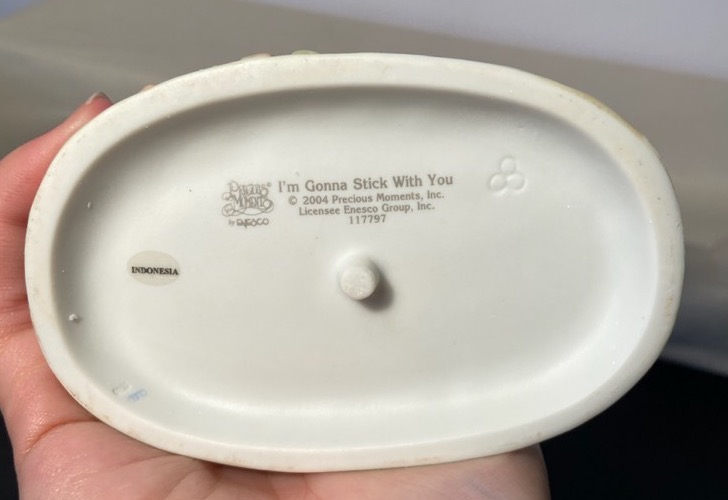 PRECIOUS MOMENTS®
by ENESCO
I'm Gonna Stick With You
© 2004 Precious Moments, Inc.
Licensee Enesco Group, Inc.
117797
INDONESIA